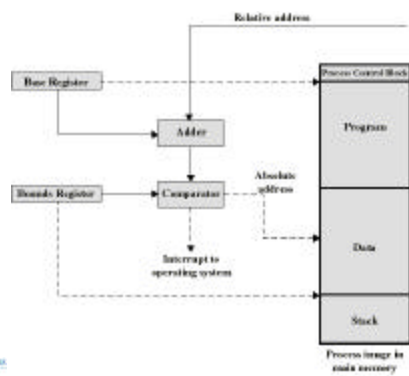 Relative address
Process Control Block
Base Register
Program
Adder
Absolute
address
Bounds Register
Comparator
Interrupt to
operating system
Data
Stack
Process image in
main memory